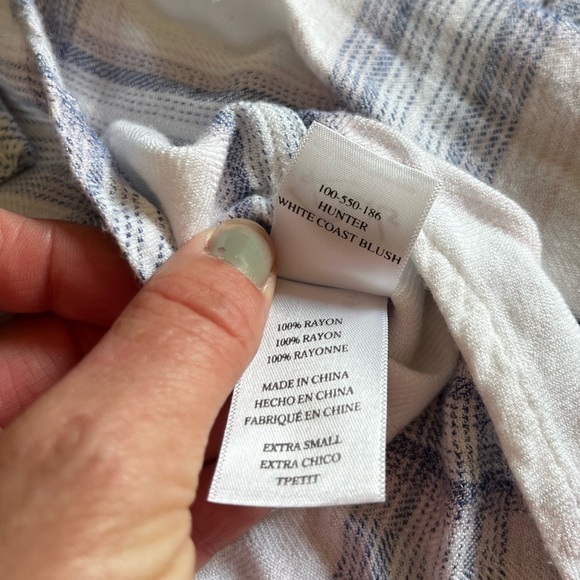 100-550-186
HUNTER
WHITE COAST BLUSH
100% RAYON
100% RAYON
100% RAYONNE
MADE IN CHINA
HECHO EN CHINA
FABRIQUÉ EN CHINE
EXTRA SMALL
EXTRA CHICO
TPETIT